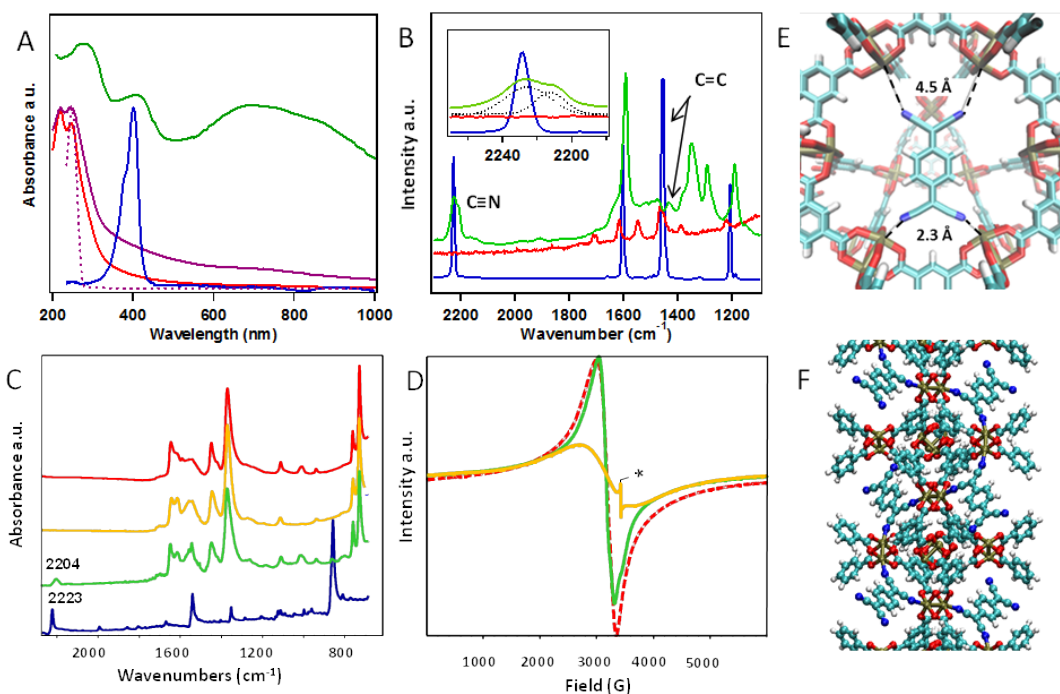 A
Absorbance a.u.
200 400 600 800 1000
Wavelength (nm)
B
Intensity a.u.
C≡N
C=C
2240 2220 2200
2200 2000 1800 1600 1400 1200
Wavenumber (cm-1)
E
4.5 Å
2.3 Å
C
Absorbance a.u.
2204
2223
2000 1600 1200 800
Wavenumbers (cm-1)
D
Intensity a.u.
*
1000 2000 3000 4000 5000
Field (G)
F